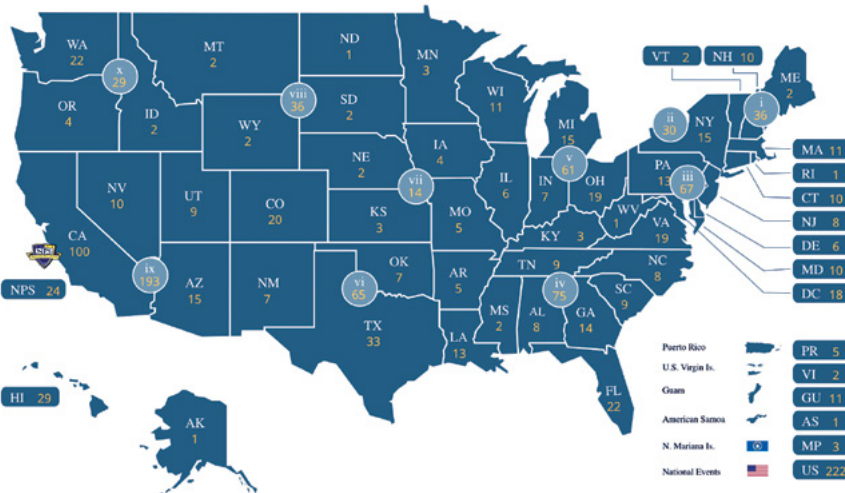 WA
22
x
29
OR
4
ID
2
MT
2
ND
1
MN
3
viii
36
SD
2
WY
2
WI
11
MI
15
VT 2
NH 10
ME
2
i
36
ii
30
NY
15
MA 11
RI 1
CT 10
NJ 8
DE 6
MD 10
DC 18
NV
10
UT
9
CO
20
NE
2
IA
4
vii
14
KS
3
MO
5
IL
6
IN
7
v
61
OH
19
PA
13
iii
67
WV
1
VA
19
KY 3
CA
100
NPS
NPS 24
ix
193
AZ
15
NM
7
OK
7
vi
65
TX
33
AR
5
LA
13
TN 9
MS
2
AL
8
iv
75
GA
14
SC
9
NC
8
FL
22
HI 29
AK
1
Puerto Rico
PR 5
U.S. Virgin Is.
VI 2
Guam
GU 11
American Samoa
AS 1
N. Mariana Is.
MP 3
National Events
US 222